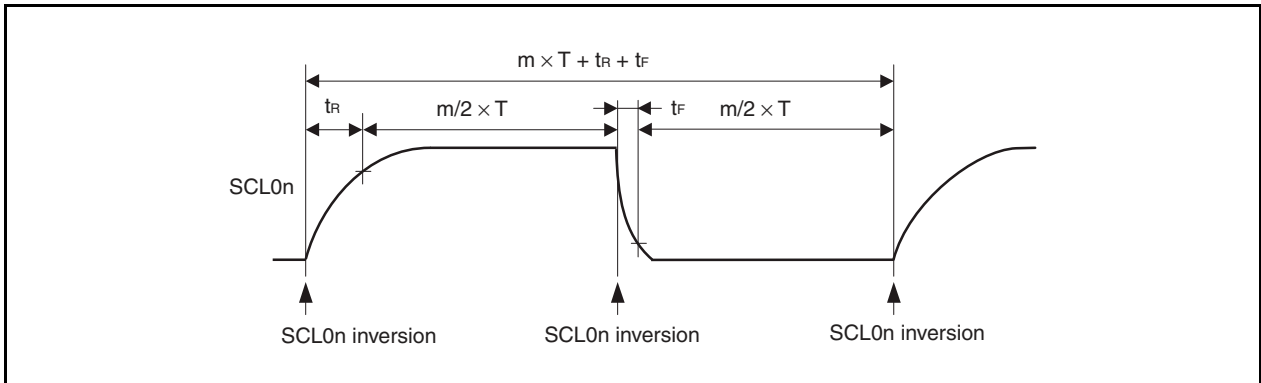 m × T + tR + tF
tR
m/2 × T
tF
m/2 × T
SCL0n
SCL0n inversion
SCL0n inversion
SCL0n inversion